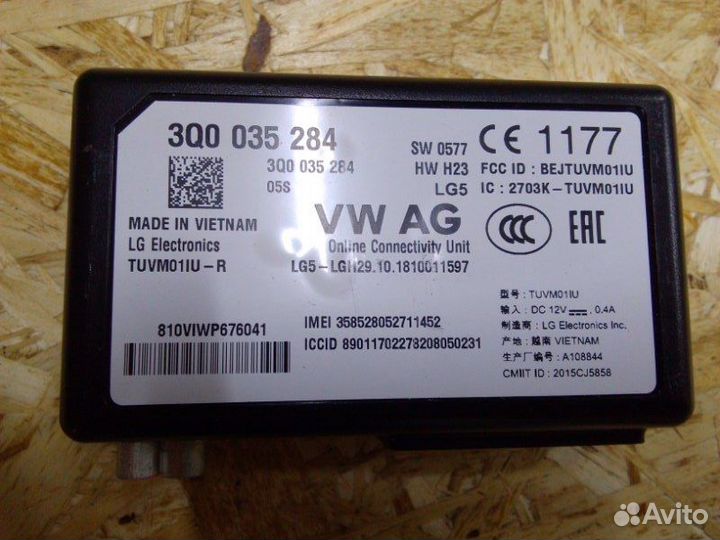 3Q0 035 284
3Q0 035 284
05S
SW 0577
HW H23
LG5
CE 1177
FCC ID : BEJTUVM01IU
IC : 2703K-TUVM01IU
MADE IN VIETNAM
LG Electronics
TUVM01IU-R
VW AG
Online Connectivity Unit
LG5-LGH29.10.1810011597
CCC
EAC
810VIWP676041
IMEI 358528052711452
ICCID 89011702278208050231
型号 : TUVM01IU
输入 : DC 12V⎓, 0.4A
制造商 : LG Electronics Inc.
产地 : 越南 VIETNAM
生产厂编号 : A108844
CMIIT ID : 2015CJ5858
Avito